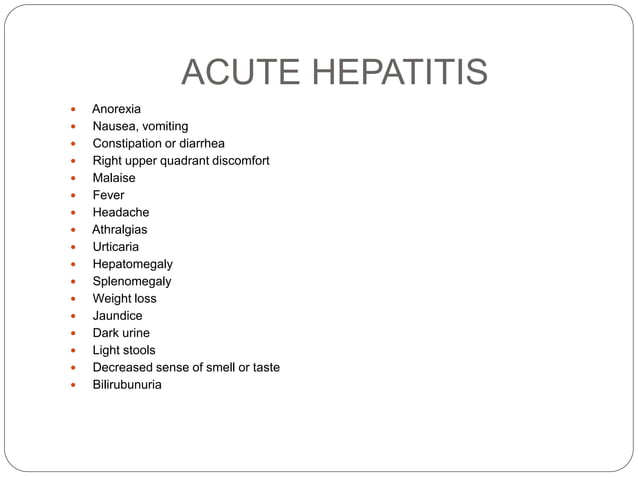 ACUTE HEPATITIS
• Anorexia
• Nausea, vomiting
• Constipation or diarrhea
• Right upper quadrant discomfort
• Malaise
• Fever
• Headache
• Athralgias
• Urticaria
• Hepatomegaly
• Splenomegaly
• Weight loss
• Jaundice
• Dark urine
• Light stools
• Decreased sense of smell or taste
• Bilirubunuria